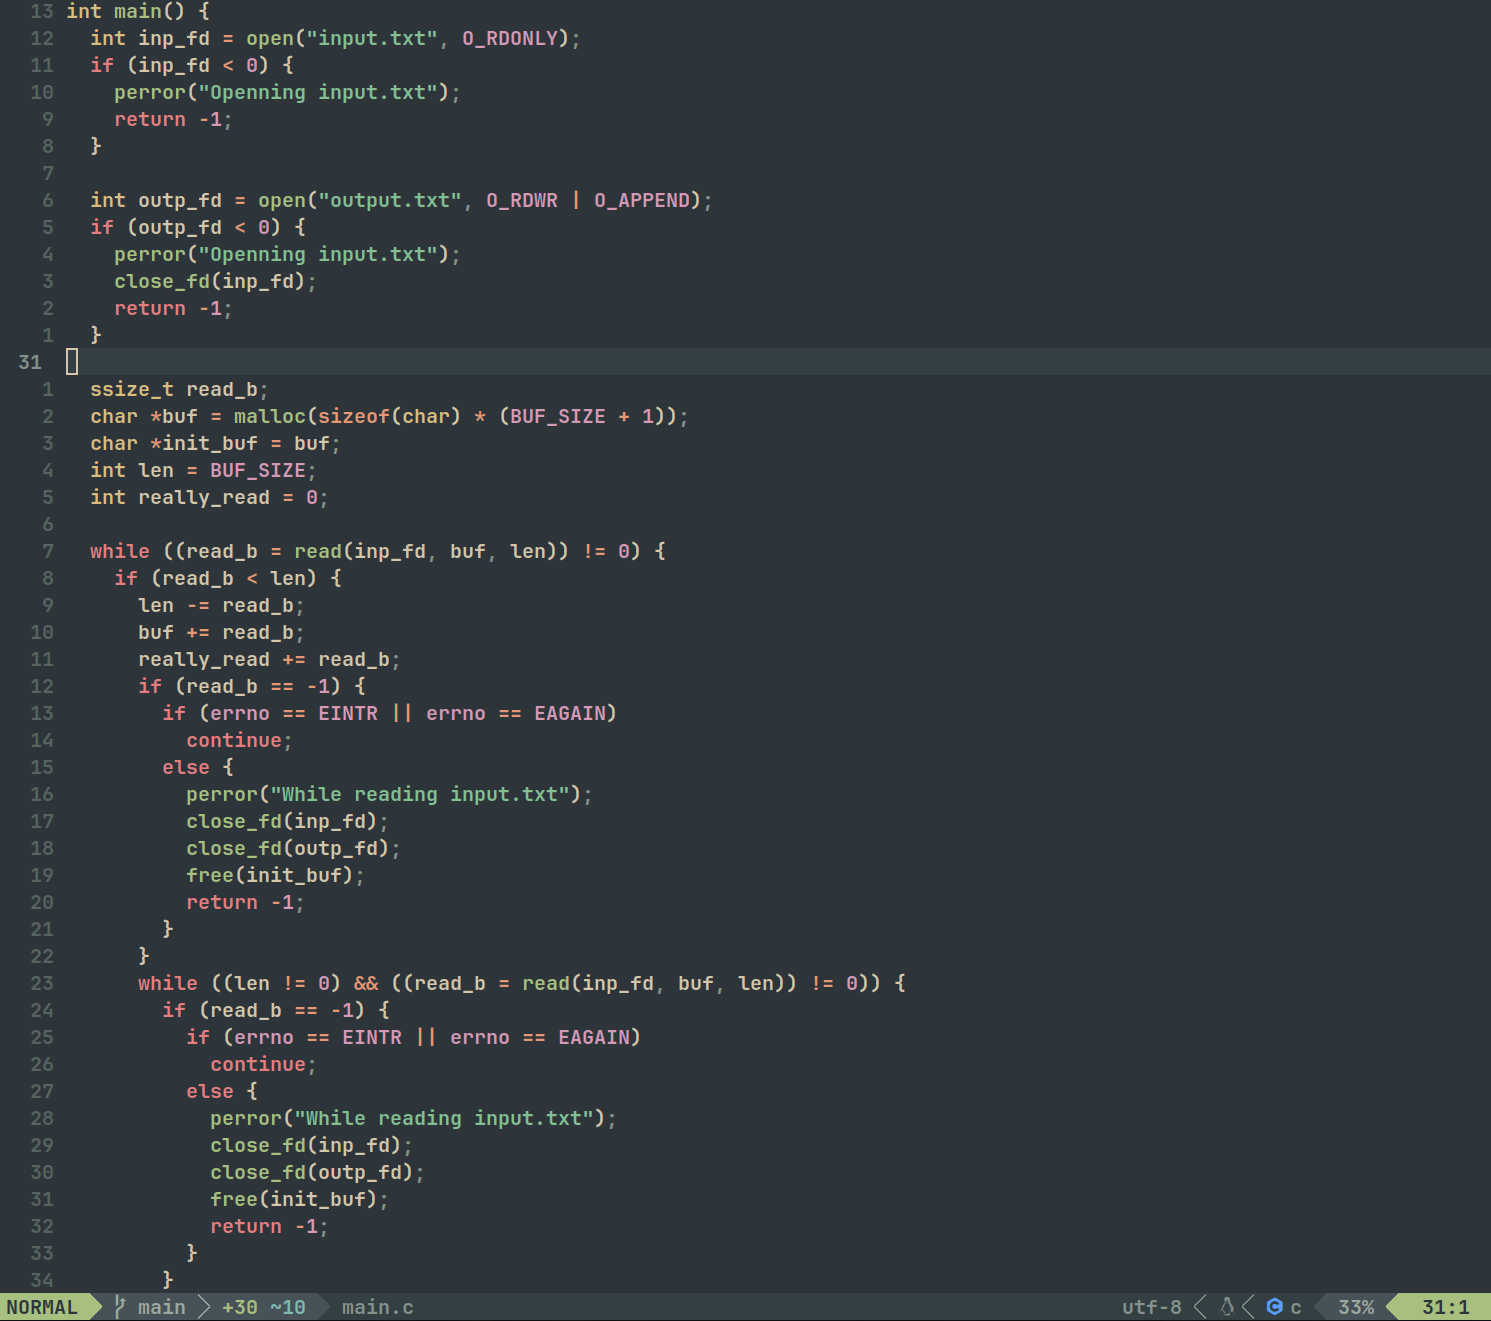 13 int main() {
12   int inp_fd = open("input.txt", O_RDONLY);
11   if (inp_fd < 0) {
10     perror("Openning input.txt");
9     return -1;
8   }
7
6   int outp_fd = open("output.txt", O_RDWR | O_APPEND);
5   if (outp_fd < 0) {
4     perror("Openning input.txt");
3     close_fd(inp_fd);
2     return -1;
1   }
31
1   ssize_t read_b;
2   char *buf = malloc(sizeof(char) * (BUF_SIZE + 1));
3   char *init_buf = buf;
4   int len = BUF_SIZE;
5   int really_read = 0;
6
7   while ((read_b = read(inp_fd, buf, len)) != 0) {
8     if (read_b < len) {
9       len -= read_b;
10       buf += read_b;
11       really_read += read_b;
12       if (read_b == -1) {
13         if (errno == EINTR || errno == EAGAIN)
14           continue;
15         else {
16           perror("While reading input.txt");
17           close_fd(inp_fd);
18           close_fd(outp_fd);
19           free(init_buf);
20           return -1;
21         }
22       }
23       while ((len != 0) && ((read_b = read(inp_fd, buf, len)) != 0)) {
24         if (read_b == -1) {
25           if (errno == EINTR || errno == EAGAIN)
26             continue;
27           else {
28             perror("While reading input.txt");
29             close_fd(inp_fd);
30             close_fd(outp_fd);
31             free(init_buf);
32             return -1;
33           }
34         }
NORMAL main +30 ~10 main.c utf-8 c 33% 31:1